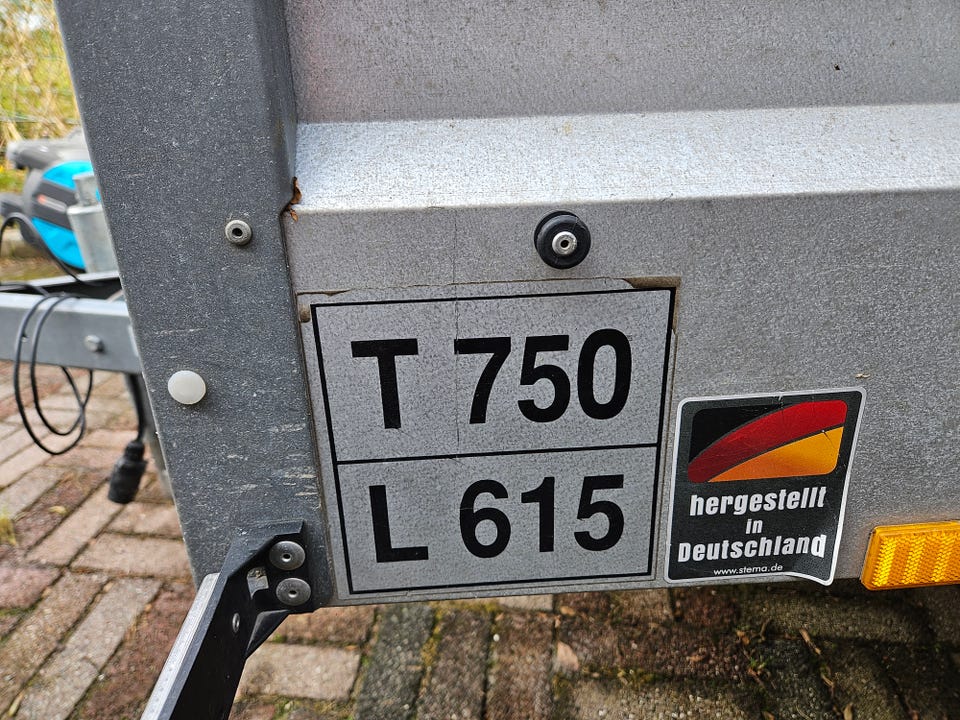 T 750
L 615
hergestellt
in
Deutschland
www.stema.de